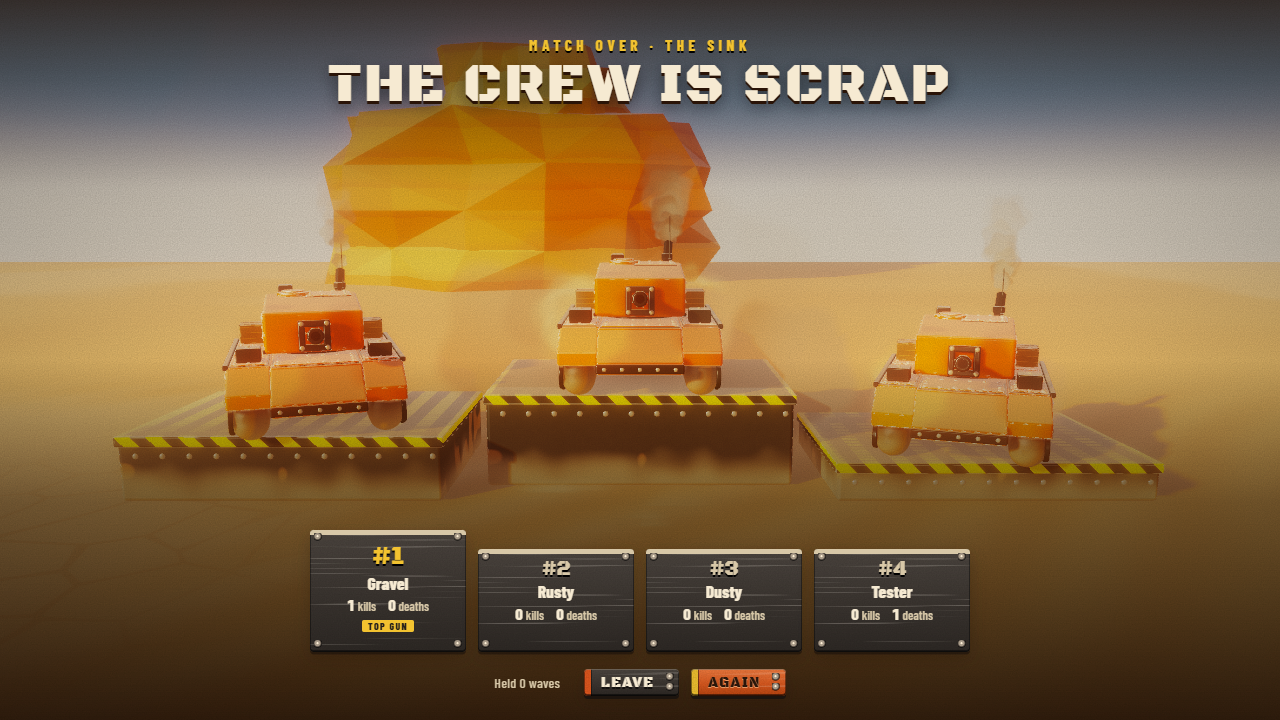 MATCH OVER · THE SINK
THE CREW IS SCRAP
#1
Gravel
1 kills 0 deaths
TOP GUN
#2
Rusty
0 kills 0 deaths
#3
Dusty
0 kills 0 deaths
#4
Tester
0 kills 1 deaths
Held 0 waves
LEAVE
AGAIN